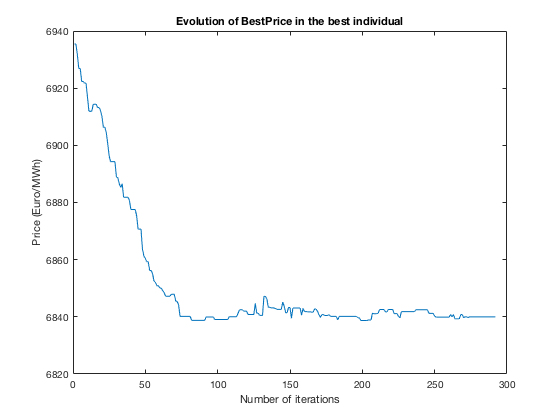 Evolution of BestPrice in the best individual
6940
6920
6900
6880
6860
6840
6820
Price (Euro/MWh)
0 50 100 150 200 250 300
Number of iterations